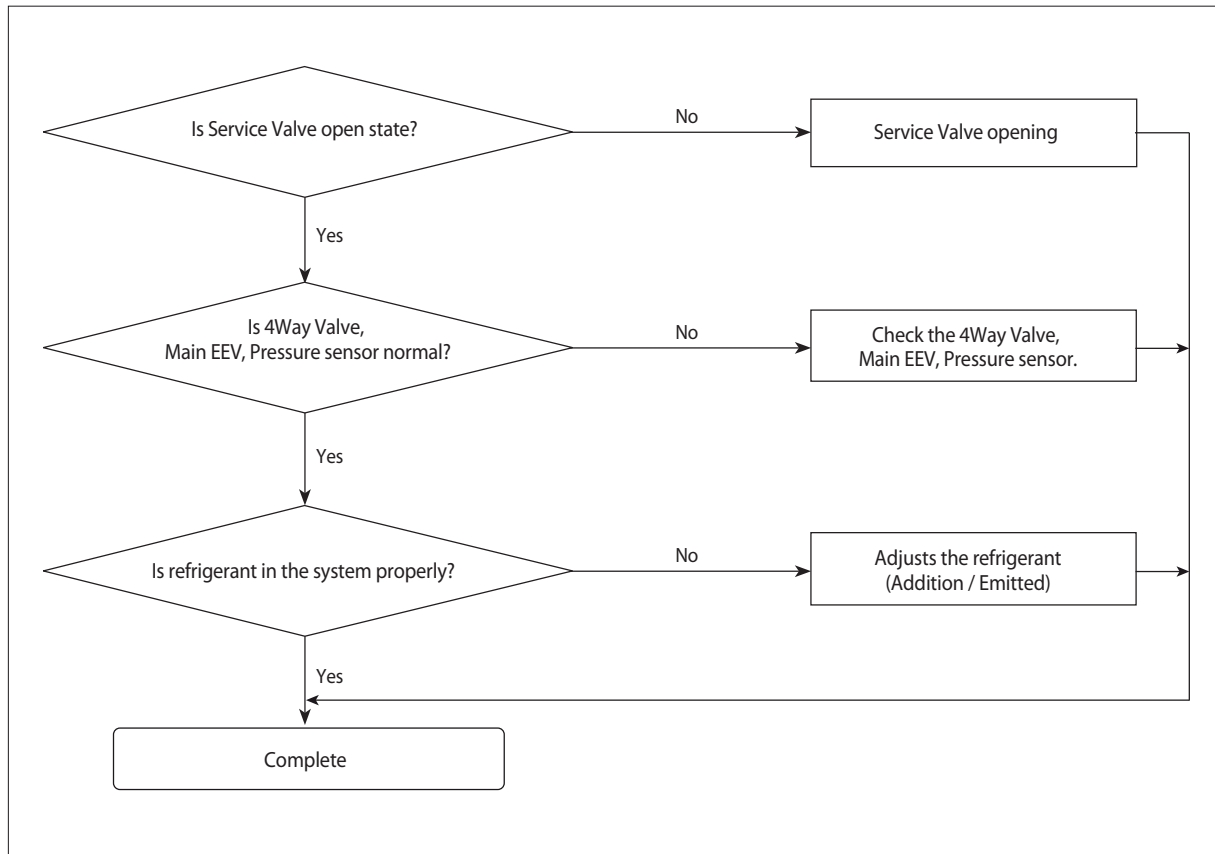 Is Service Valve open state?
No
Service Valve opening
Yes
Is 4Way Valve,
Main EEV, Pressure sensor normal?
No
Check the 4Way Valve,
Main EEV, Pressure sensor.
Yes
Is refrigerant in the system properly?
No
Adjusts the refrigerant
(Addition / Emitted)
Yes
Complete